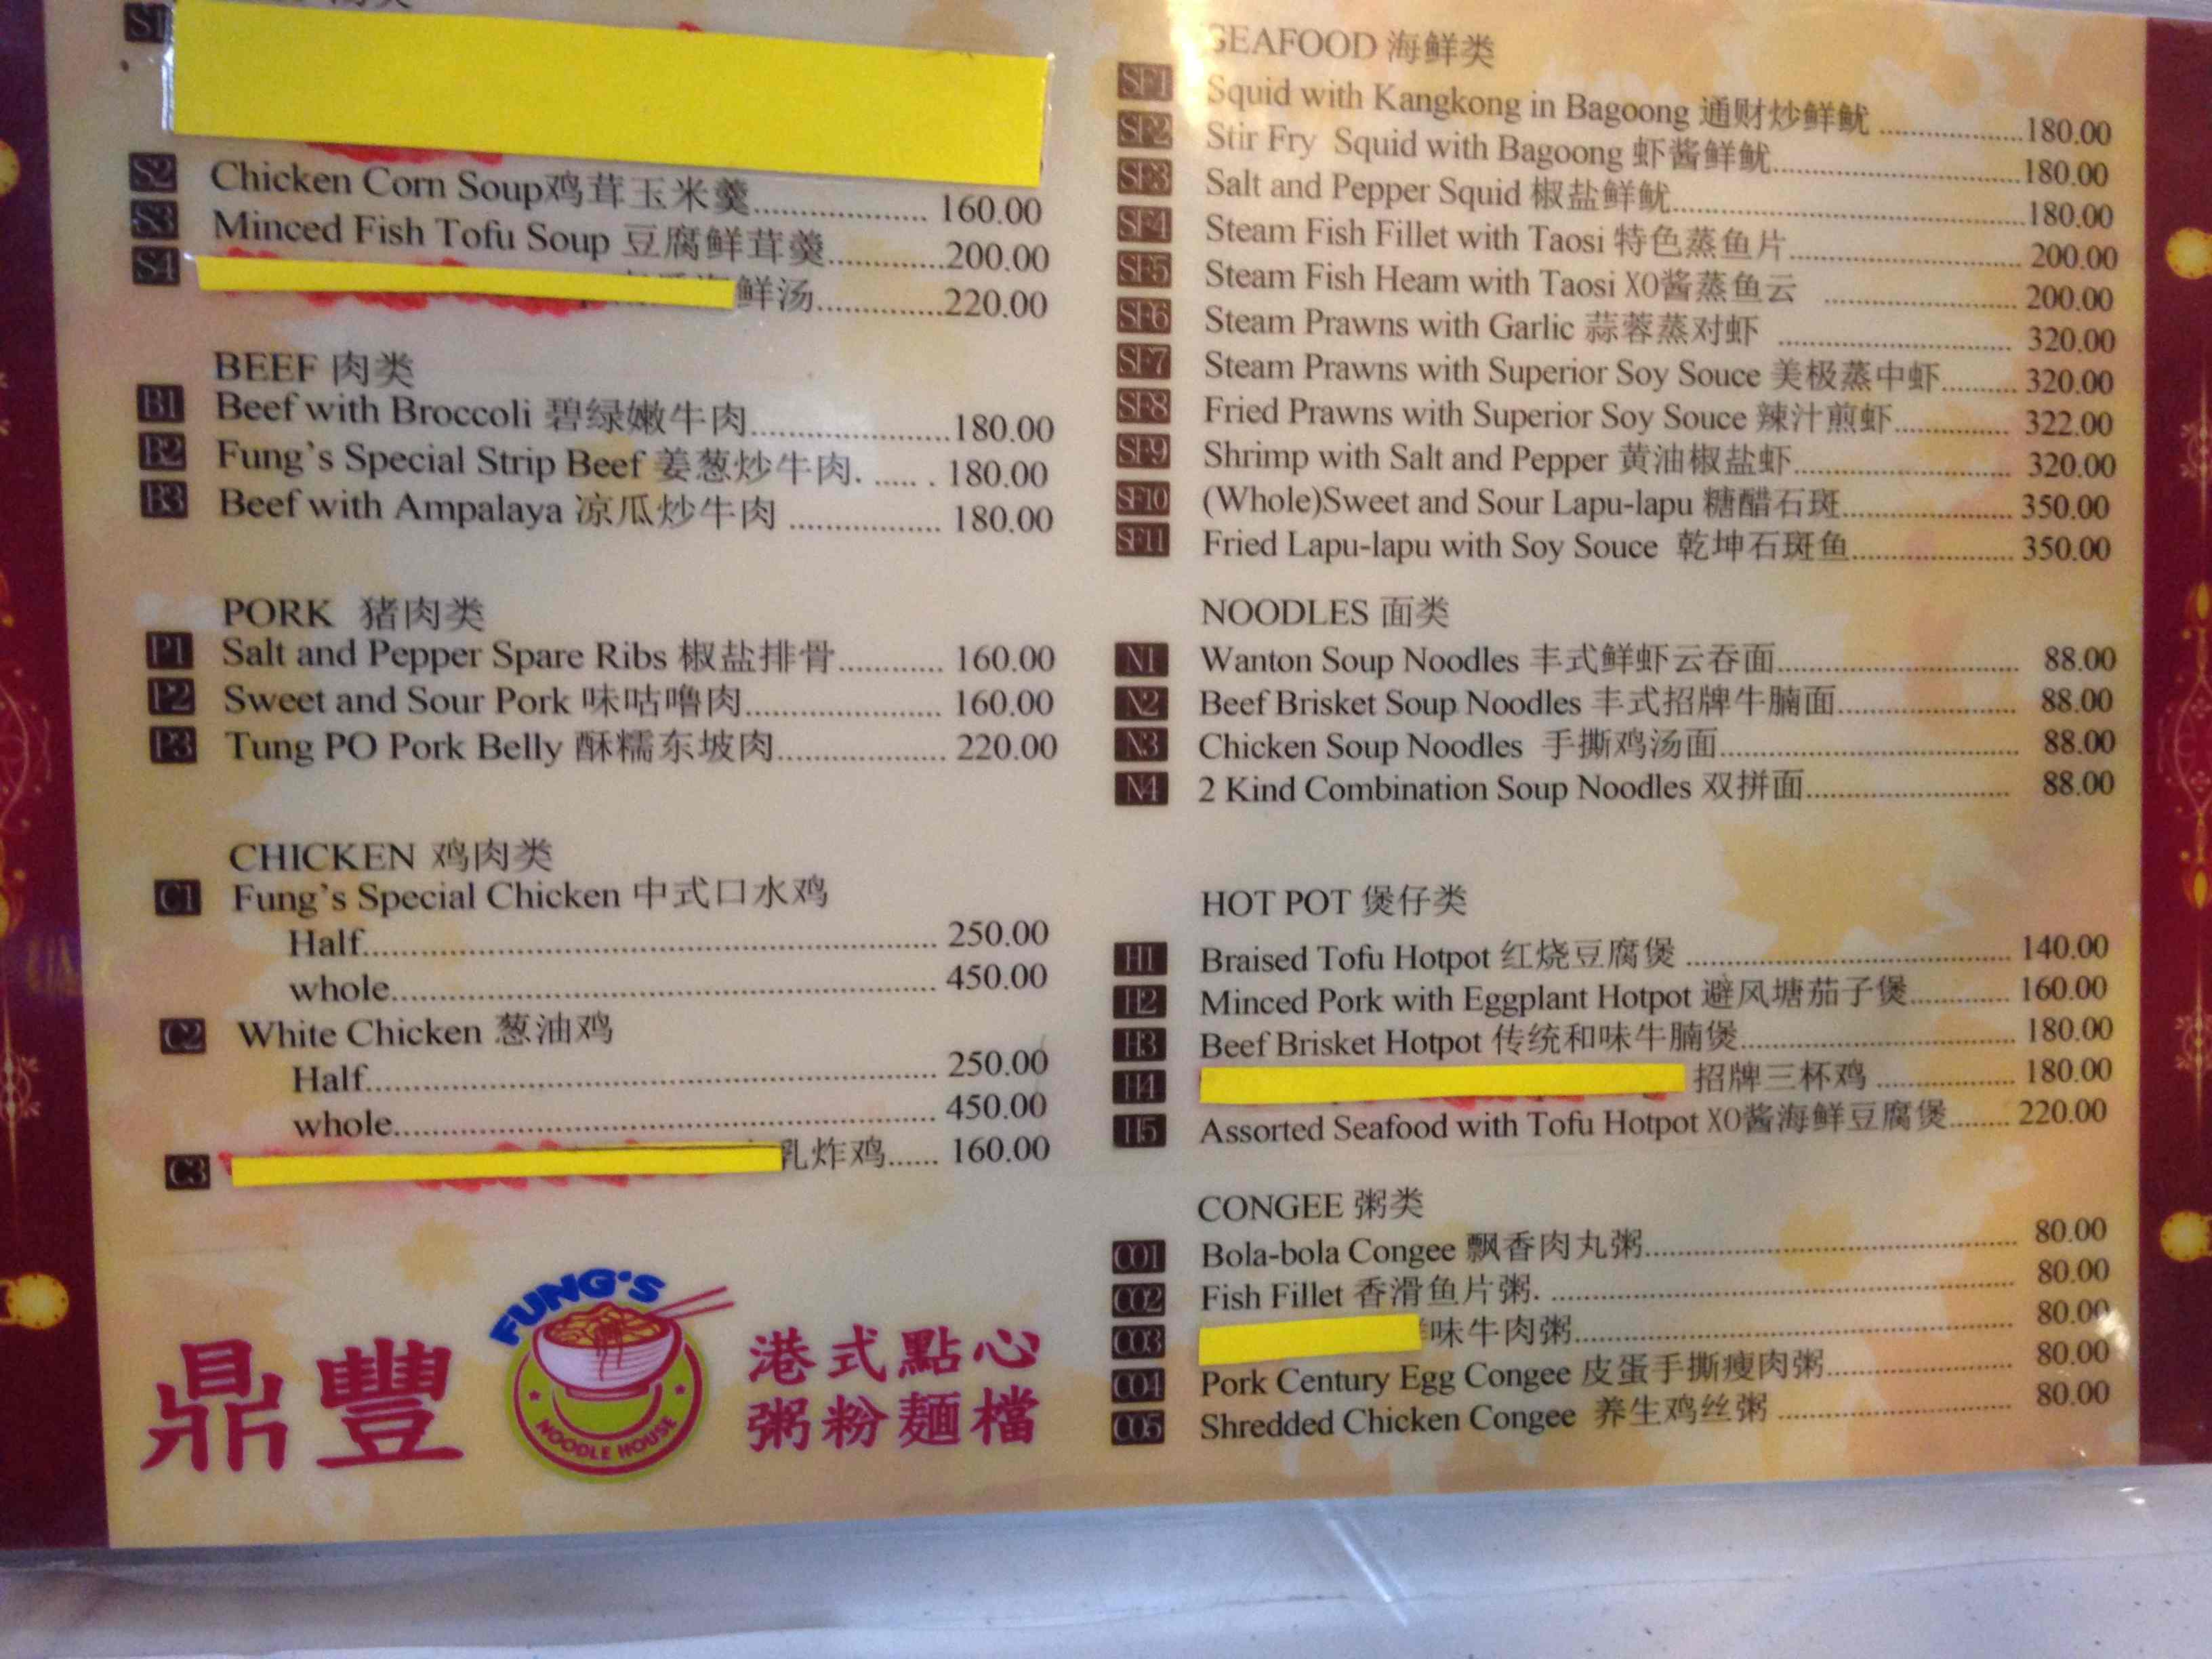 S1
S2 Chicken Corn Soup鸡茸玉米羹.................. 160.00
S3 Minced Fish Tofu Soup 豆腐鲜茸羹.............200.00
S4 鲜汤...............220.00
BEEF 肉类
B1 Beef with Broccoli 碧绿嫩牛肉.....................180.00
B2 Fung's Special Strip Beef 姜葱炒牛肉. ..... . 180.00
B3 Beef with Ampalaya 凉瓜炒牛肉 ................. 180.00
PORK 猪肉类
P1 Salt and Pepper Spare Ribs 椒盐排骨............ 160.00
P2 Sweet and Sour Pork 味咕噜肉...................... 160.00
P3 Tung PO Pork Belly 酥糯东坡肉................... 220.00
CHICKEN 鸡肉类
C1 Fung's Special Chicken 中式口水鸡
Half.................................................................. 250.00
whole............................................................... 450.00
C2 White Chicken 葱油鸡
Half.................................................................. 250.00
whole............................................................... 450.00
C3 乳炸鸡...... 160.00
鼎豐
FUNG'S
NOODLE HOUSE
港式點心
粥粉麵檔
SEAFOOD 海鲜类
SF1 Squid with Kangkong in Bagoong 通财炒鲜鱿 .................180.00
SF2 Stir Fry Squid with Bagoong 虾酱鲜鱿..............................180.00
SF3 Salt and Pepper Squid 椒盐鲜鱿..........................................180.00
SF4 Steam Fish Fillet with Taosi 特色蒸鱼片........................... 200.00
SF5 Steam Fish Heam with Taosi XO酱蒸鱼云 ...................... 200.00
SF6 Steam Prawns with Garlic 蒜蓉蒸对虾 ........................... 320.00
SF7 Steam Prawns with Superior Soy Souce 美极蒸中虾......... 320.00
SF8 Fried Prawns with Superior Soy Souce 辣汁煎虾.............. 322.00
SF9 Shrimp with Salt and Pepper 黄油椒盐虾.......................... 320.00
SF10 (Whole)Sweet and Sour Lapu-lapu 糖醋石斑.................... 350.00
SF11 Fried Lapu-lapu with Soy Souce 乾坤石斑鱼................... 350.00
NOODLES 面类
N1 Wanton Soup Noodles 丰式鲜虾云吞面............................ 88.00
N2 Beef Brisket Soup Noodles 丰式招牌牛腩面..................... 88.00
N3 Chicken Soup Noodles 手撕鸡汤面................................... 88.00
N4 2 Kind Combination Soup Noodles 双拼面........................ 88.00
HOT POT 煲仔类
H1 Braised Tofu Hotpot 红烧豆腐煲 ...................................... 140.00
H2 Minced Pork with Eggplant Hotpot 避风塘茄子煲............ 160.00
H3 Beef Brisket Hotpot 传统和味牛腩煲................................ 180.00
H4 招牌三杯鸡 ................ 180.00
H5 Assorted Seafood with Tofu Hotpot XO酱海鲜豆腐煲....... 220.00
CONGEE 粥类
CO1 Bola-bola Congee 飘香肉丸粥........................................... 80.00
CO2 Fish Fillet 香滑鱼片粥. ...................................................... 80.00
CO3 味牛肉粥.................................................... 80.00
CO4 Pork Century Egg Congee 皮蛋手撕瘦肉粥...................... 80.00
CO5 Shredded Chicken Congee 养生鸡丝粥 ........................... 80.00